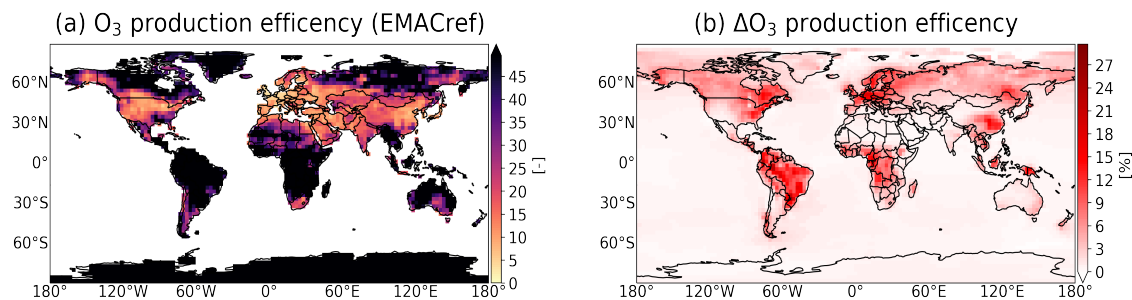 (a) O₃ production efficency (EMACref)
60°N
30°N
0°
30°S
60°S
180°
120°W
60°W
0°
60°E
120°E
180°
45
40
35
30
25
20
15
10
5
0
[-]
(b) ΔO₃ production efficency
180°
120°W
60°W
0°
60°E
120°E
180°
27
24
21
18
15
12
9
6
3
0
[%]
60°N
30°N
0°
30°S
60°S